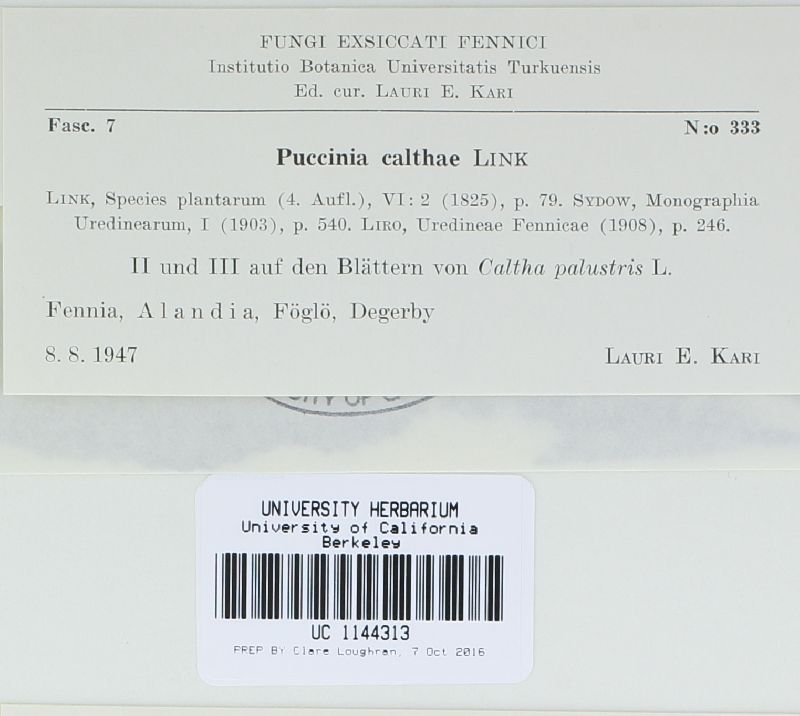 FUNGI EXSICCATI FENNICI
Institutio Botanica Universitatis Turkuensis
Ed. cur. LAURI E. KARI
Fasc. 7 N:o 333
Puccinia calthae LINK
LINK, Species plantarum (4. Aufl.), VI: 2 (1825), p. 79. SYDOW, Monographia
Uredinearum, I (1903), p. 540. LIRO, Uredineae Fennicae (1908), p. 246.
II und III auf den Blättern von Caltha palustris L.
Fennia, Alandia, Föglö, Degerby
8. 8. 1947 LAURI E. KARI
UNIVERSITY HERBARIUM
University of California
Berkeley
UC 1144313
PREP BY Clare Loughran, 7 Oct 2016